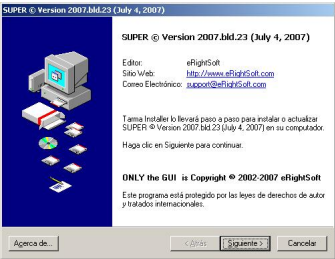 SUPER © Version 2007.bld.23 (July 4, 2007)
SUPER © Version 2007.bld.23 (July 4, 2007)
Editor: eRightSoft
Sitio Web: http://www.eRightSoft.com
Correo Electrónico: support@eRightSoft.com
Tarma Installer lo llevará paso a paso para instalar o actualizar
SUPER © Version 2007.bld.23 (July 4, 2007) en su computador.
Haga clic en Siguiente para continuar.
ONLY the GUI is Copyright © 2002-2007 eRightSoft
Este programa está protegido por las leyes de derechos de autor
y tratados internacionales.
Agerca de... < Atrás Siguiente > Cancelar